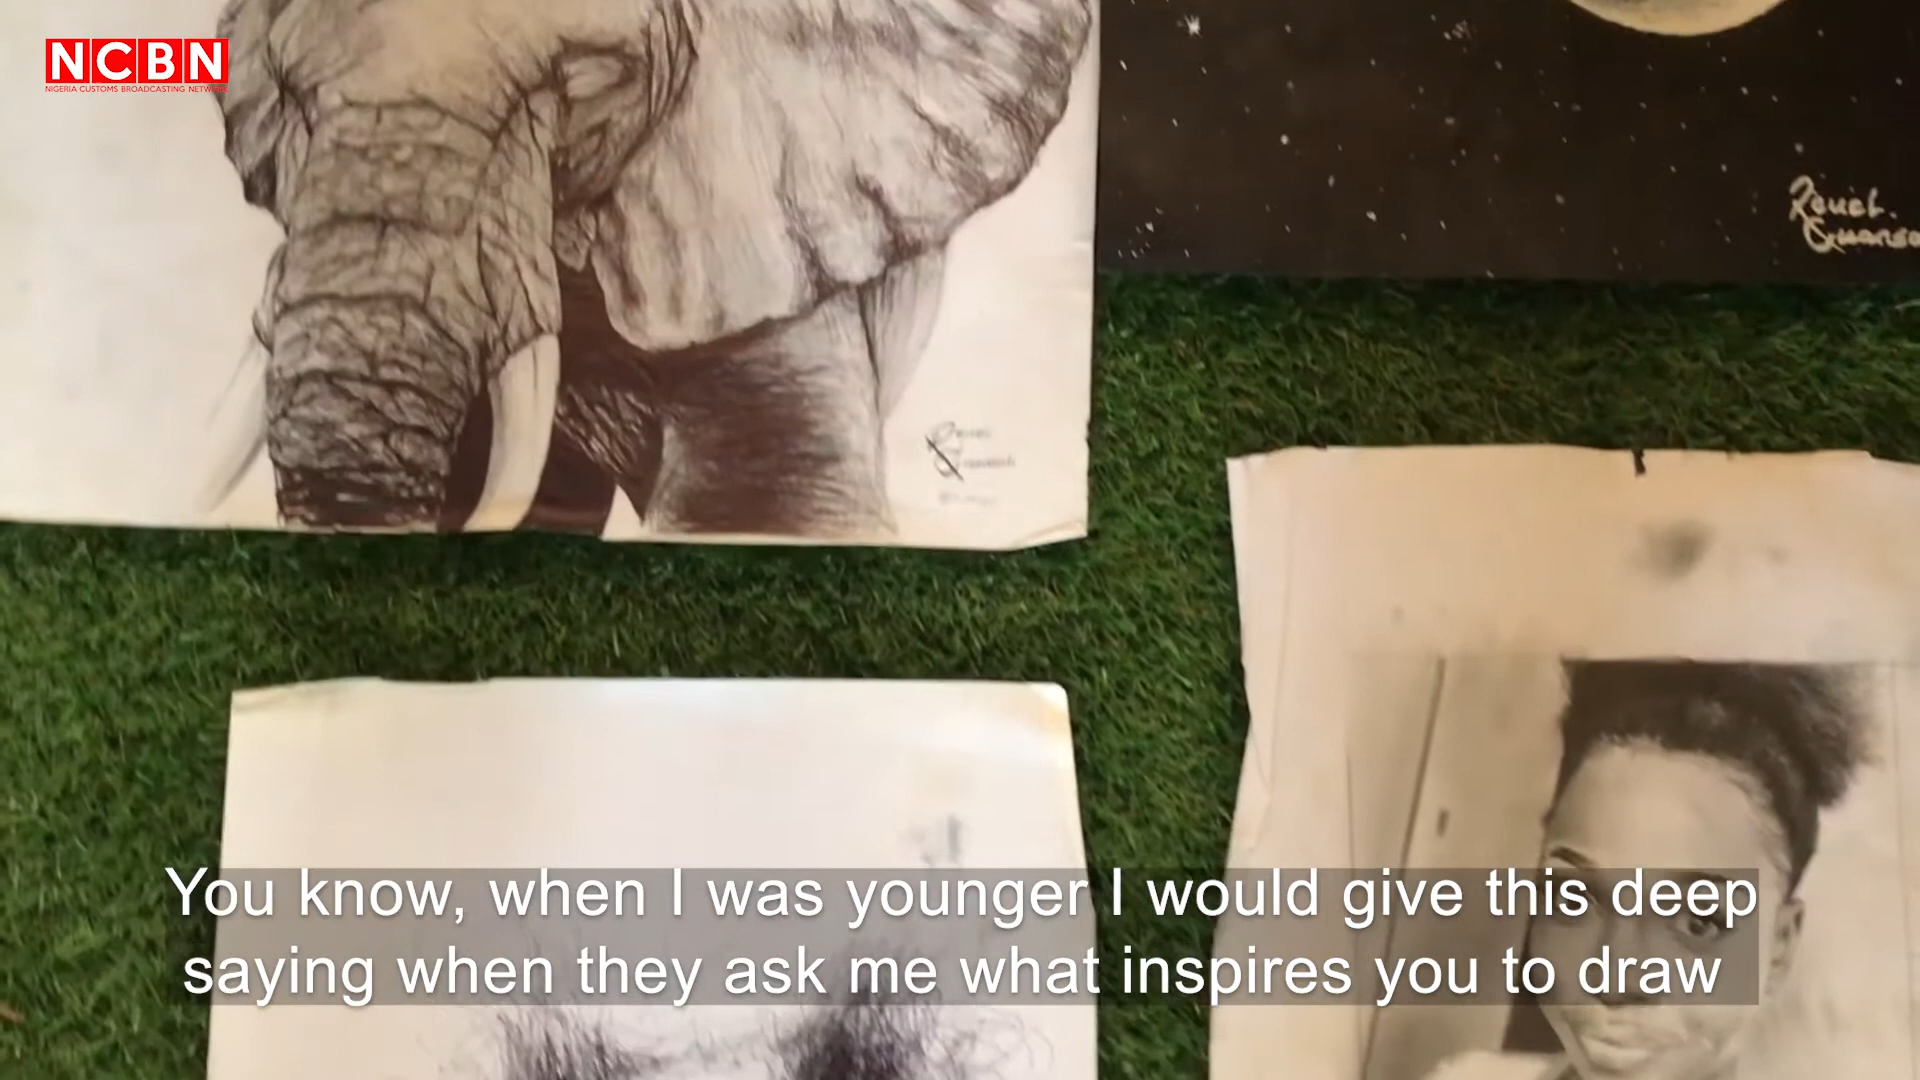 NCBN
NIGERIA CUSTOMS BROADCASTING NETWORK
Reuel.
You know, when I was younger I would give this deep
saying when they ask me what inspires you to draw